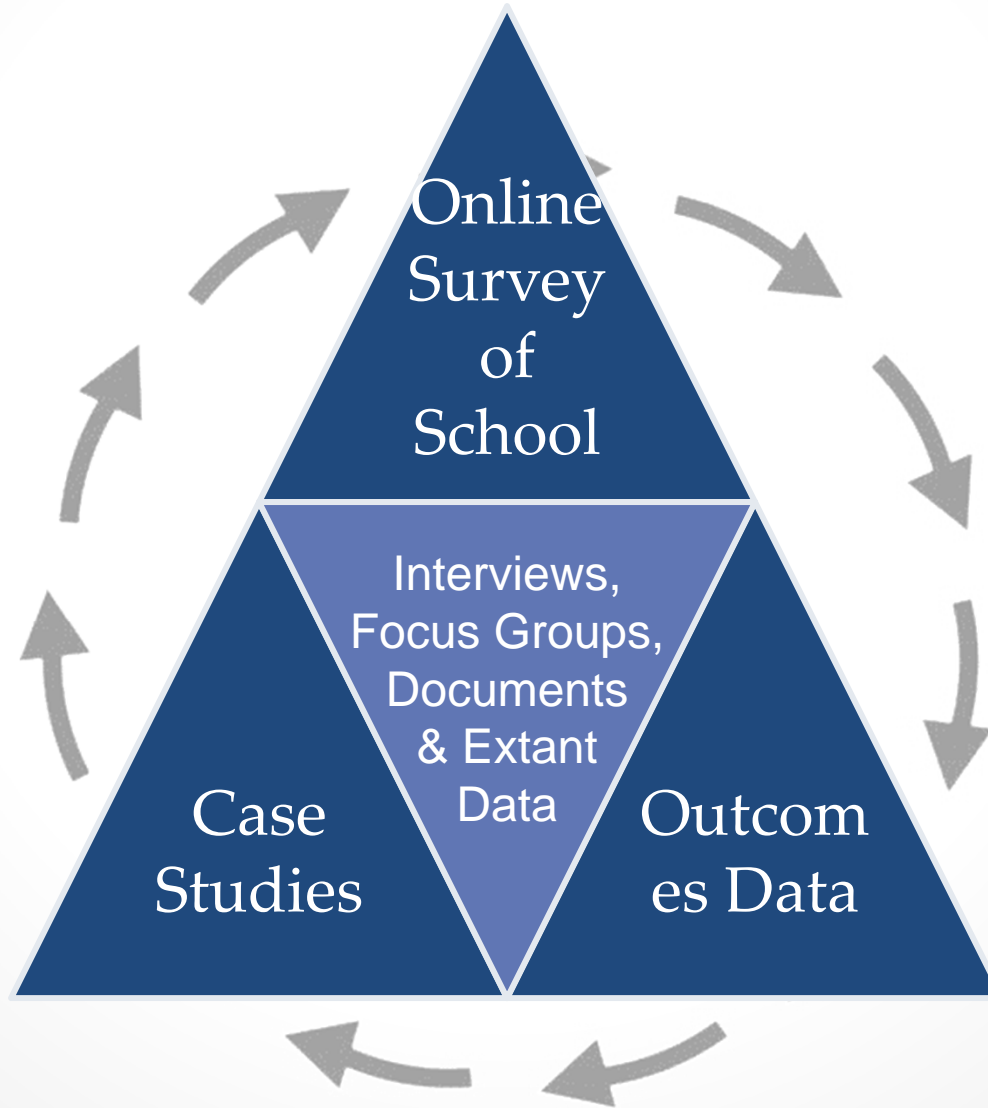 Online
Survey
of
School
Interviews,
Focus Groups,
Documents
& Extant
Data
Case
Studies
Outcom
es Data